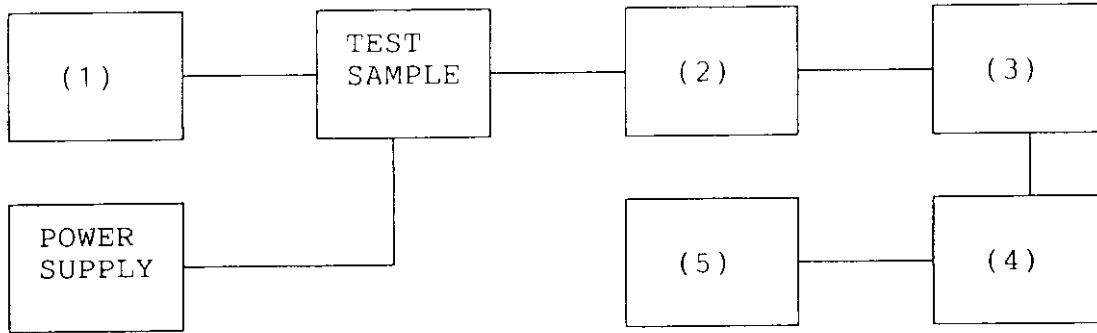 (1)
TEST
SAMPLE
(2)
(3)
POWER
SUPPLY
(5)
(4)